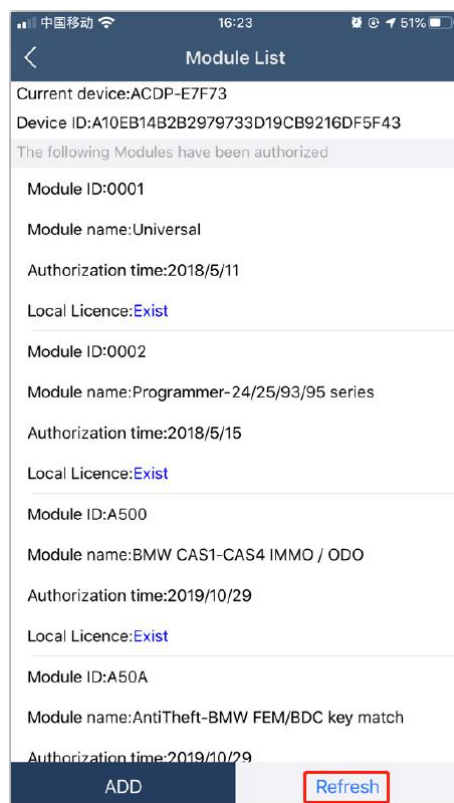 中国移动 16:23 51%
Module List
Current device:ACDP-E7F73
Device ID:A10EB14B2B2979733D19CB9216DF5F43
The following Modules have been authorized
Module ID:0001
Module name:Universal
Authorization time:2018/5/11
Local Licence:Exist
Module ID:0002
Module name:Programmer-24/25/93/95 series
Authorization time:2018/5/15
Local Licence:Exist
Module ID:A500
Module name:BMW CAS1-CAS4 IMMO / ODO
Authorization time:2019/10/29
Local Licence:Exist
Module ID:A50A
Module name:AntiTheft-BMW FEM/BDC key match
Authorization time:2019/10/29
ADD Refresh